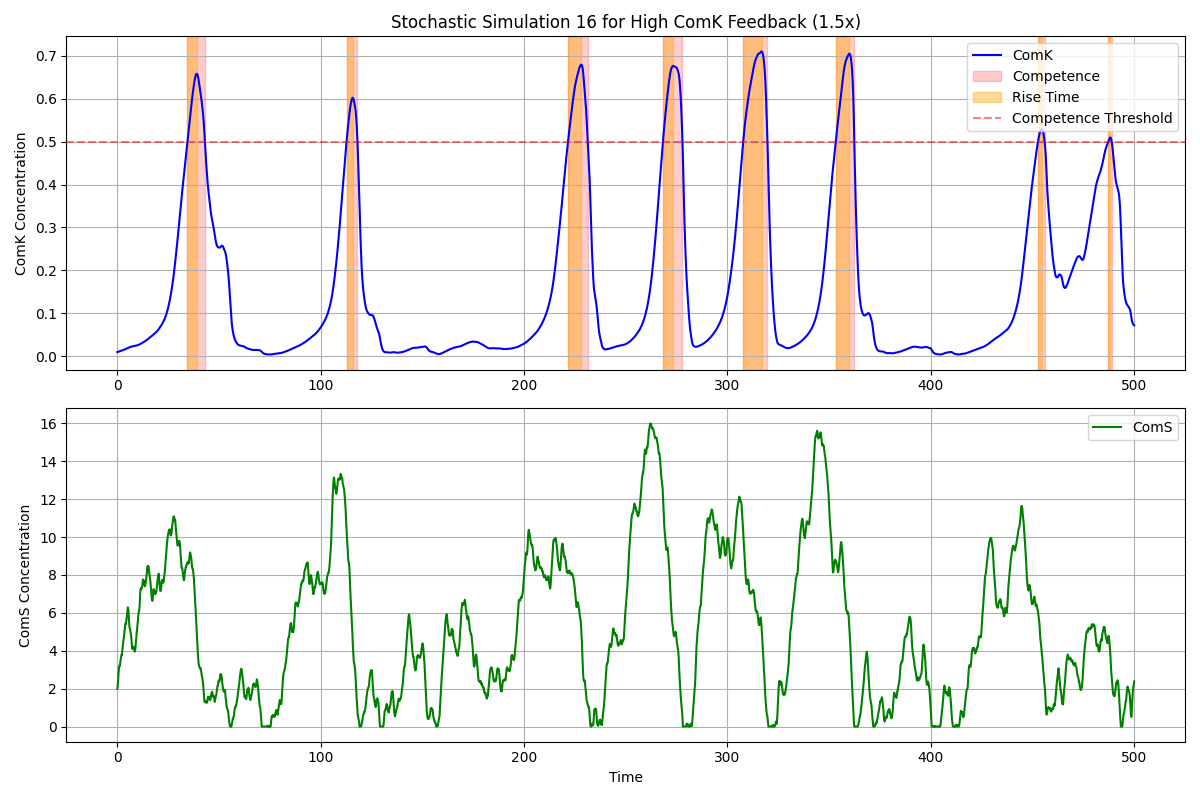 Stochastic Simulation 16 for High ComK Feedback (1.5x)
ComK Concentration
0.7
0.6
0.5
0.4
0.3
0.2
0.1
0.0
ComK
Competence
Rise Time
Competence Threshold
0 100 200 300 400 500
ComS Concentration
16
14
12
10
8
6
4
2
0
ComS
0 100 200 300 400 500
Time